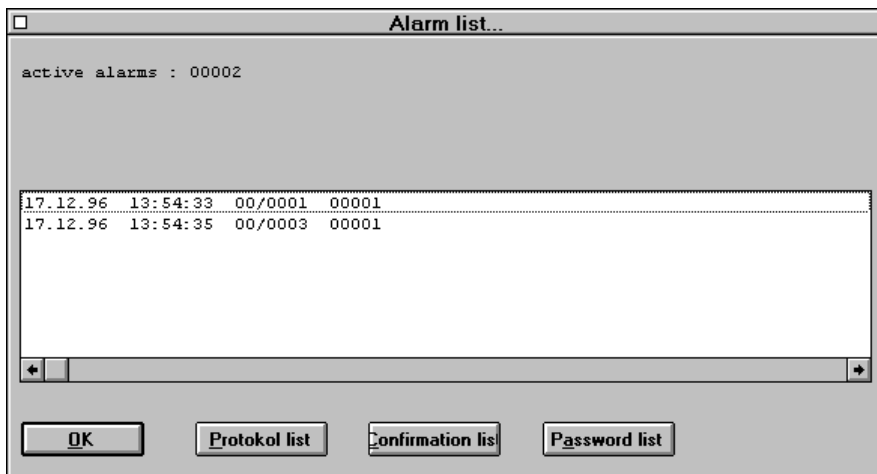 Alarm list...
active alarms : 00002
17.12.96 13:54:33 00/0001 00001
17.12.96 13:54:35 00/0003 00001
OK Protokol list Confirmation list Password list